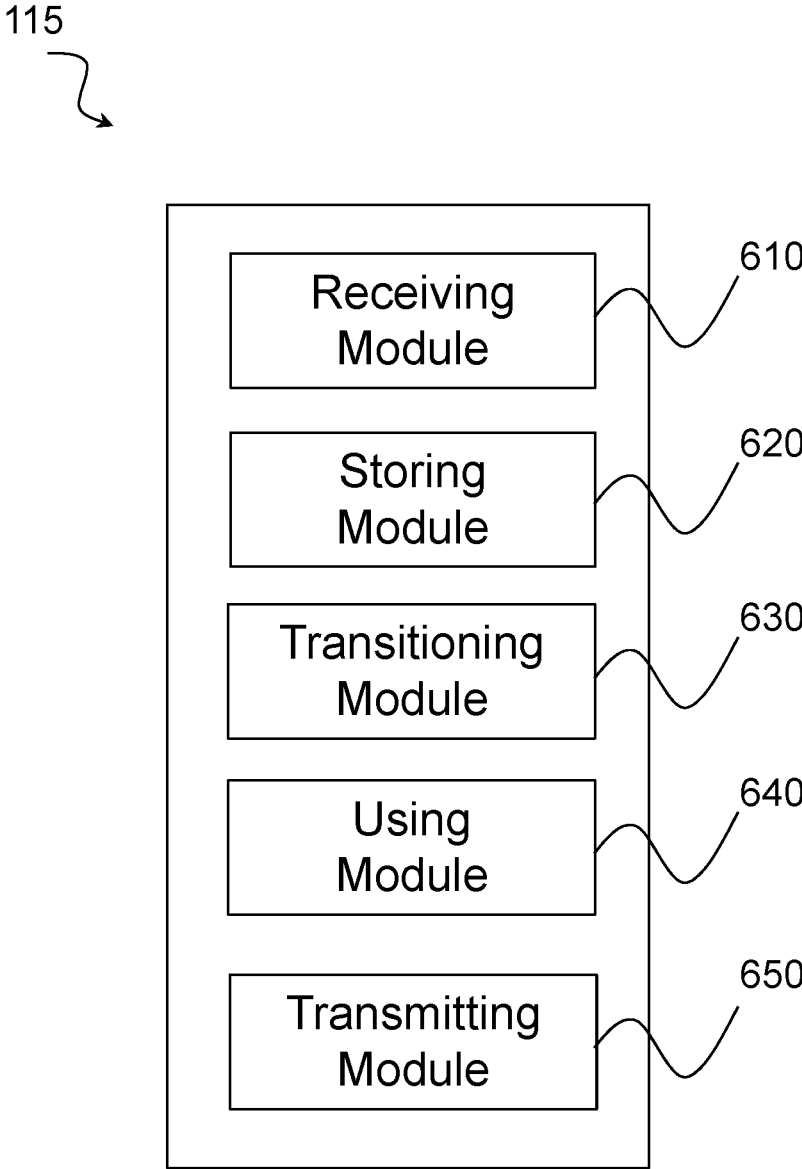 115
Receiving
Module
610
Storing
Module
620
Transitioning
Module
630
Using
Module
640
Transmitting
Module
650